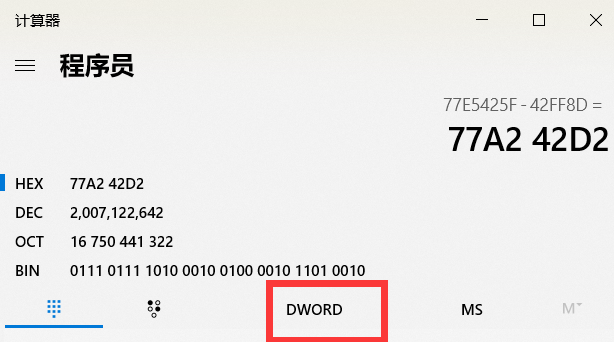 计算器
程序员
77E5425F - 42FF8D =
77A2 42D2
HEX 77A2 42D2
DEC 2,007,122,642
OCT 16 750 441 322
BIN 0111 0111 1010 0010 0100 0010 1101 0010
DWORD MS M